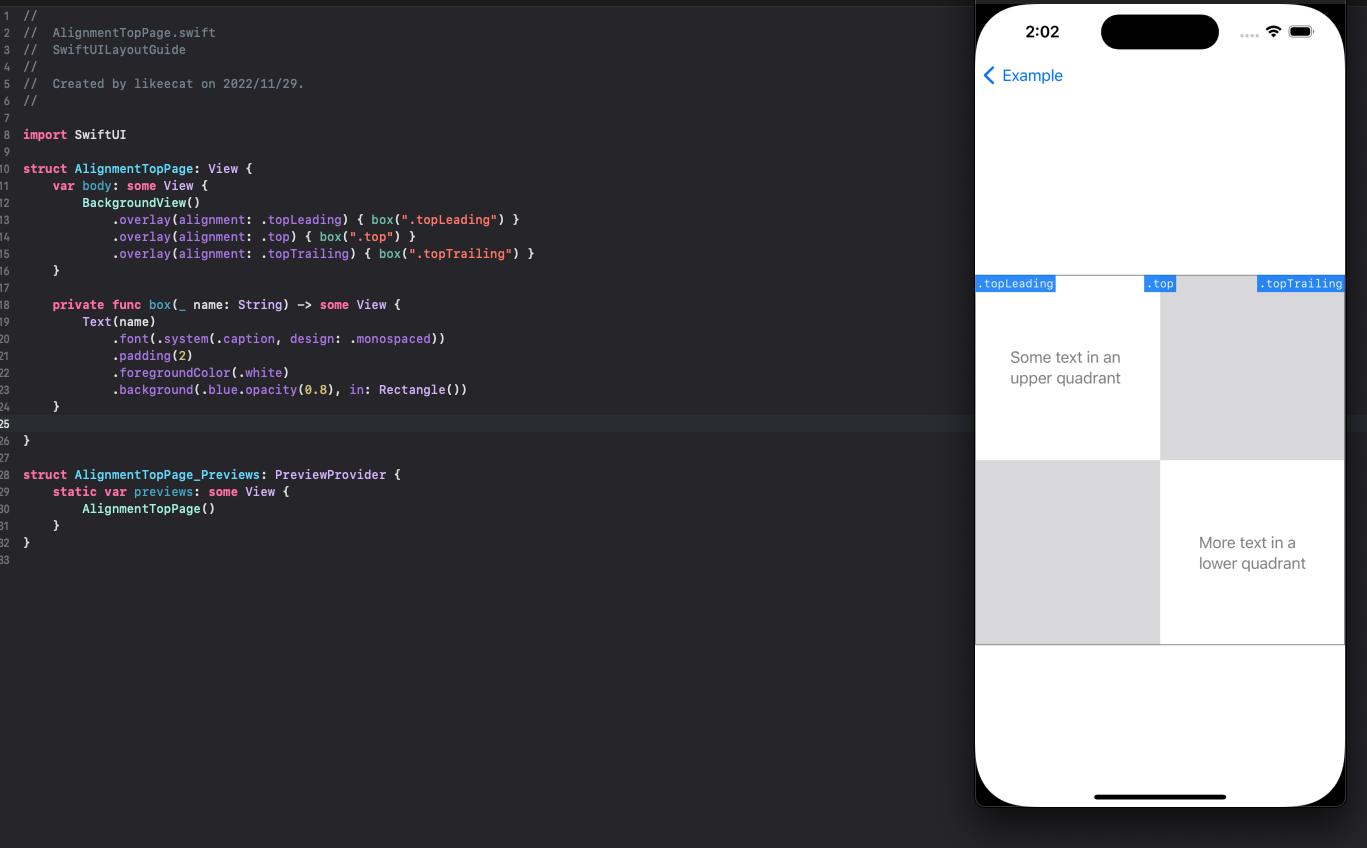 1 //
2 //  AlignmentTopPage.swift
3 //  SwiftUILayoutGuide
4 //
5 //  Created by likeecat on 2022/11/29.
6 //
7
8 import SwiftUI
9
10 struct AlignmentTopPage: View {
11     var body: some View {
12         BackgroundView()
13             .overlay(alignment: .topLeading) { box(".topLeading") }
14             .overlay(alignment: .top) { box(".top") }
15             .overlay(alignment: .topTrailing) { box(".topTrailing") }
16     }
17
18     private func box(_ name: String) -> some View {
19         Text(name)
20             .font(.system(.caption, design: .monospaced))
21             .padding(2)
22             .foregroundColor(.white)
23             .background(.blue.opacity(0.8), in: Rectangle())
24     }
25
26 }
27
28 struct AlignmentTopPage_Previews: PreviewProvider {
29     static var previews: some View {
30         AlignmentTopPage()
31     }
32 }
33
2:02
Example
.topLeading .top .topTrailing
Some text in an
upper quadrant
More text in a
lower quadrant